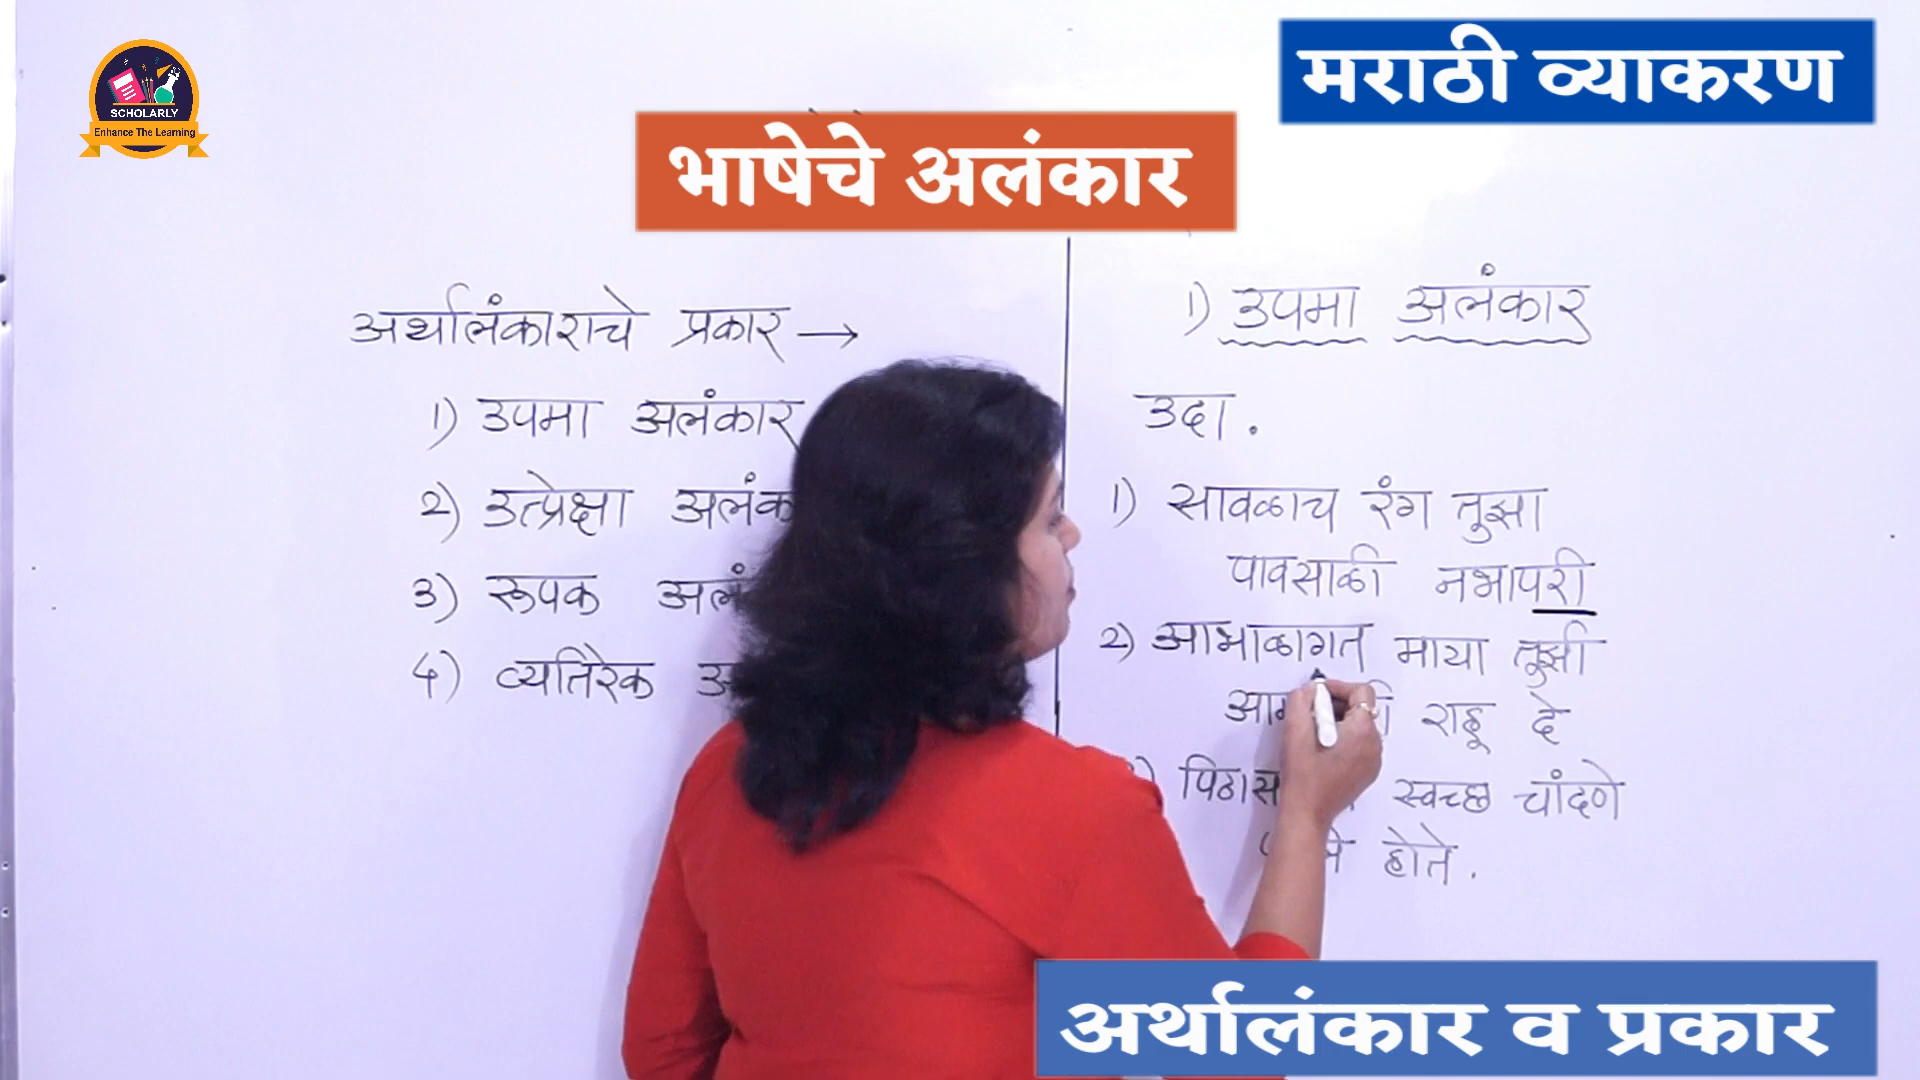 SCHOLARLY
Enhance The Learning
मराठी व्याकरण
भाषेचे अलंकार
अर्थालंकाराचे प्रकार →
1) उपमा अलंकार
2) उत्प्रेक्षा
3) रूपक
4) व्यतिरेक
1) उपमा अलंकार
उदा.
1) सावळाच रंग तुझा
पावसाळी नभापरी
2) आभाळागत माया तुझी
राहू दे
स्वच्छ चांदणे
होते.
अर्थालंकार व प्रकार